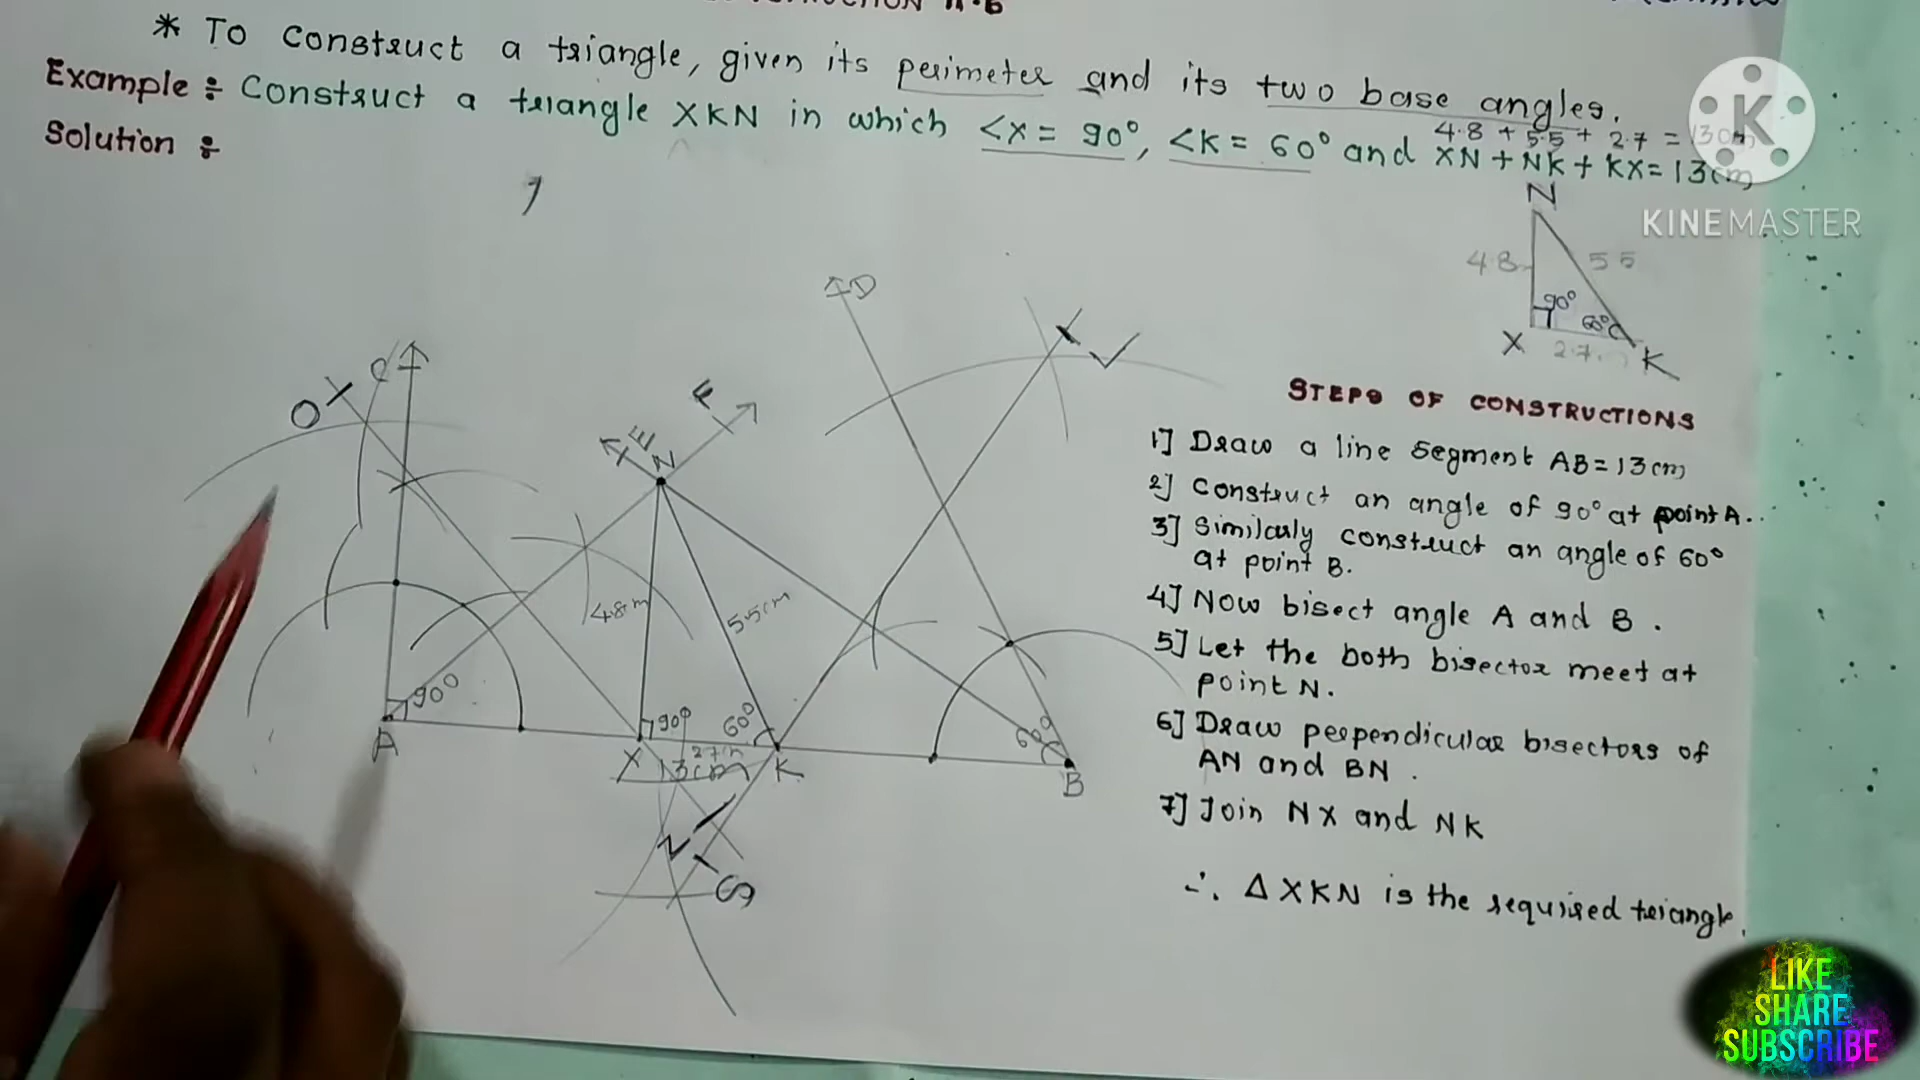 * To construct a triangle, given its perimeter and its two base angles.
Example ÷ Construct a triangle XKN in which <X = 90°, <K = 60° and XN + NK + KX = 13cm
4.8 + 5.5 + 2.7 = 13cm
Solution ÷
K
KINEMASTER
N
4.8
5.5
90°
60°
X
2.7
K
D
C
O
F
E
N
4.8cm
5.5cm
90°
90°
60°
60°
A
X
2.7cm
13cm
K
B
S
STEPS OF CONSTRUCTIONS
1] Draw a line segment AB = 13cm
2] Construct an angle of 90° at point A..
3] Similarly construct an angle of 60°
at point B.
4] Now bisect angle A and B.
5] Let the both bisector meet at
point N.
6] Draw perpendicular bisectors of
AN and BN.
7] Join NX and NK
∴ Δ XKN is the required triangle.
LIKE
SHARE
SUBSCRIBE